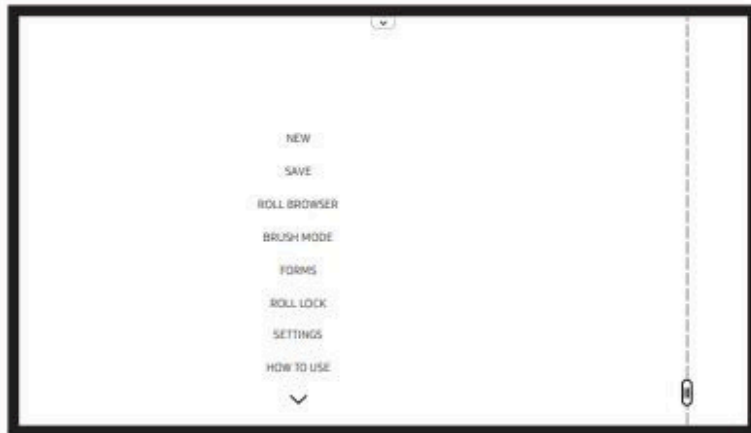 NEW
SAVE
ROLL BROWSER
BRUSH MODE
FORMS
ROLL LOCK
SETTINGS
HOW TO USE